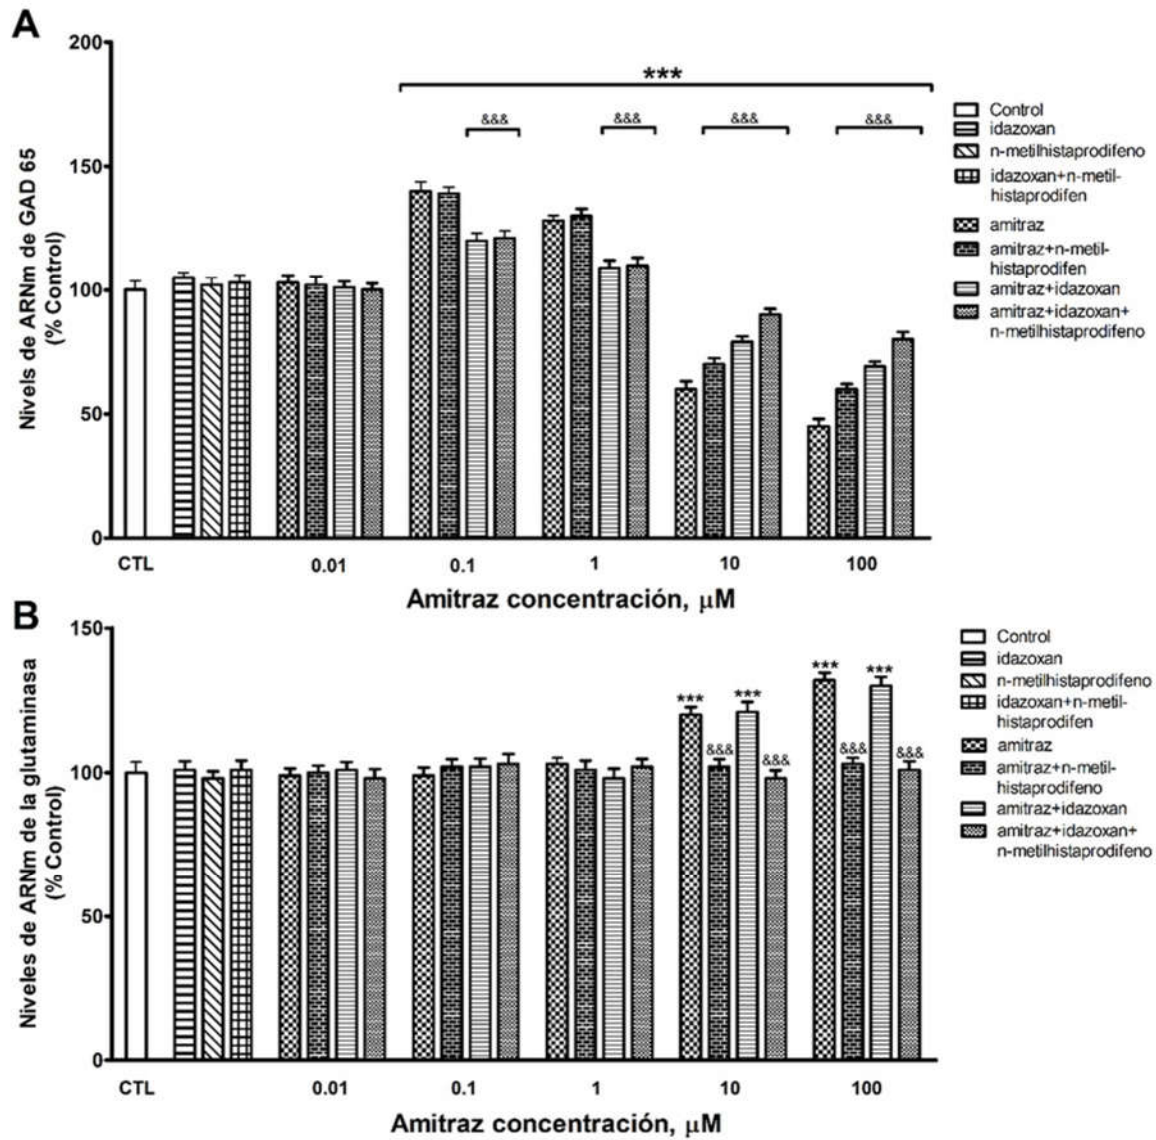 A
200
***
&&&
&&&
&&&
&&&
150
100
50
0
Nivels de ARNm de GAD 65
(% Control)
CTL
0.01
0.1
1
10
100
Amitraz concentración, µM
Control
idazoxan
n-metilhistaprodifeno
idazoxan+n-metil-
histaprodifen
amitraz
amitraz+n-metil-
histaprodifen
amitraz+idazoxan
amitraz+idazoxan+
n-metilhistaprodifeno
B
150
100
50
0
Niveles de ARNm de la glutaminasa
(% Control)
***
&&&
***
&&&
***
&&&
***
&&&
CTL
0.01
0.1
1
10
100
Amitraz concentración, µM
Control
idazoxan
n-metilhistaprodifeno
idazoxan+n-metil-
histaprodifen
amitraz
amitraz+n-metil-
histaprodifeno
amitraz+idazoxan
amitraz+idazoxan+
n-metilhistaprodifeno